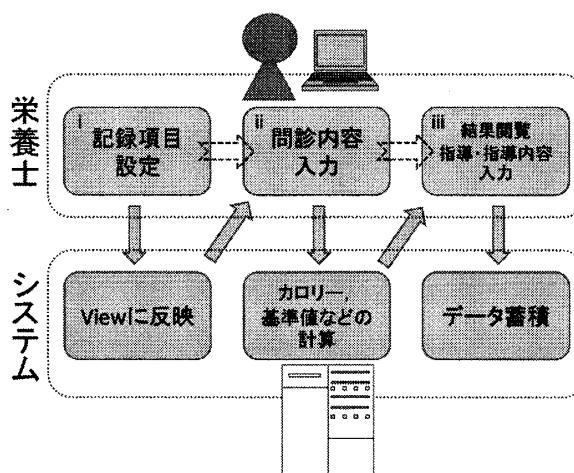 栄養士
i
記録項目
設定
ii
問診内容
入力
iii
結果閲覧
指導・指導内容
入力
システム
Viewに反映
カロリー,
基準値などの
計算
データ蓄積